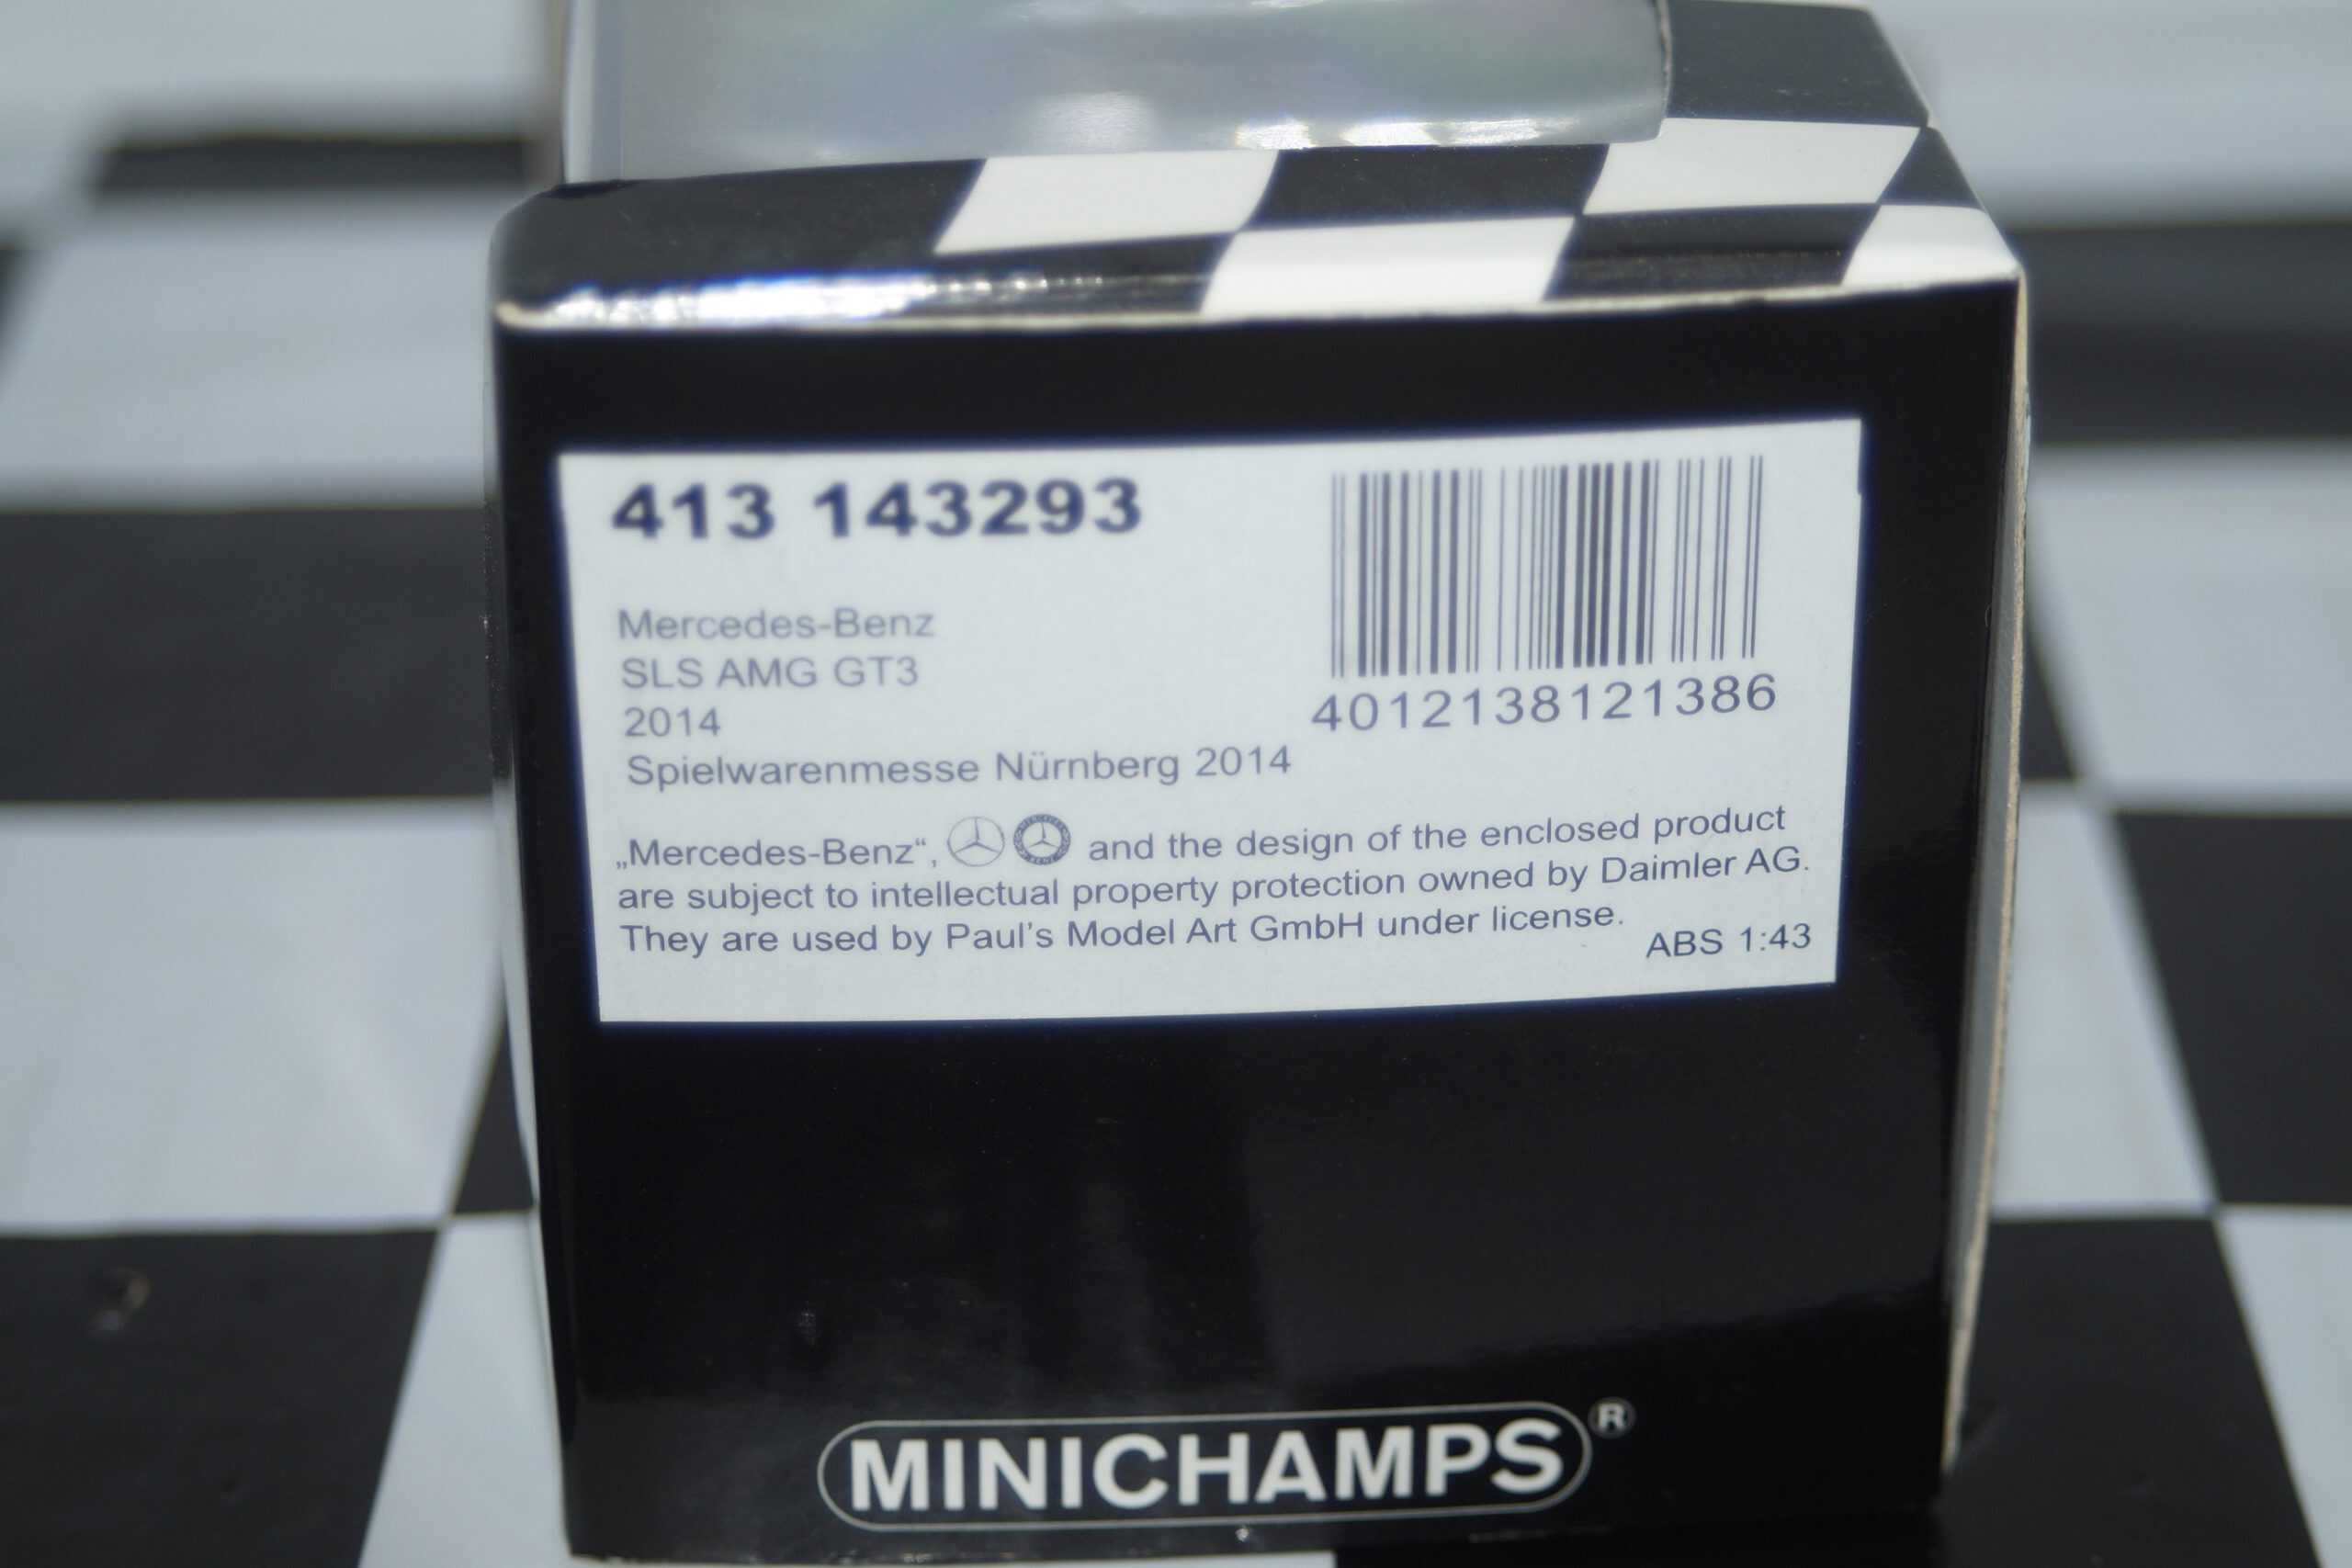 413 143293
Mercedes-Benz
SLS AMG GT3
2014
Spielwarenmesse Nürnberg 2014
4012138121386
„Mercedes-Benz“, and the design of the enclosed product
are subject to intellectual property protection owned by Daimler AG.
They are used by Paul's Model Art GmbH under license.
ABS 1:43
MINICHAMPS®